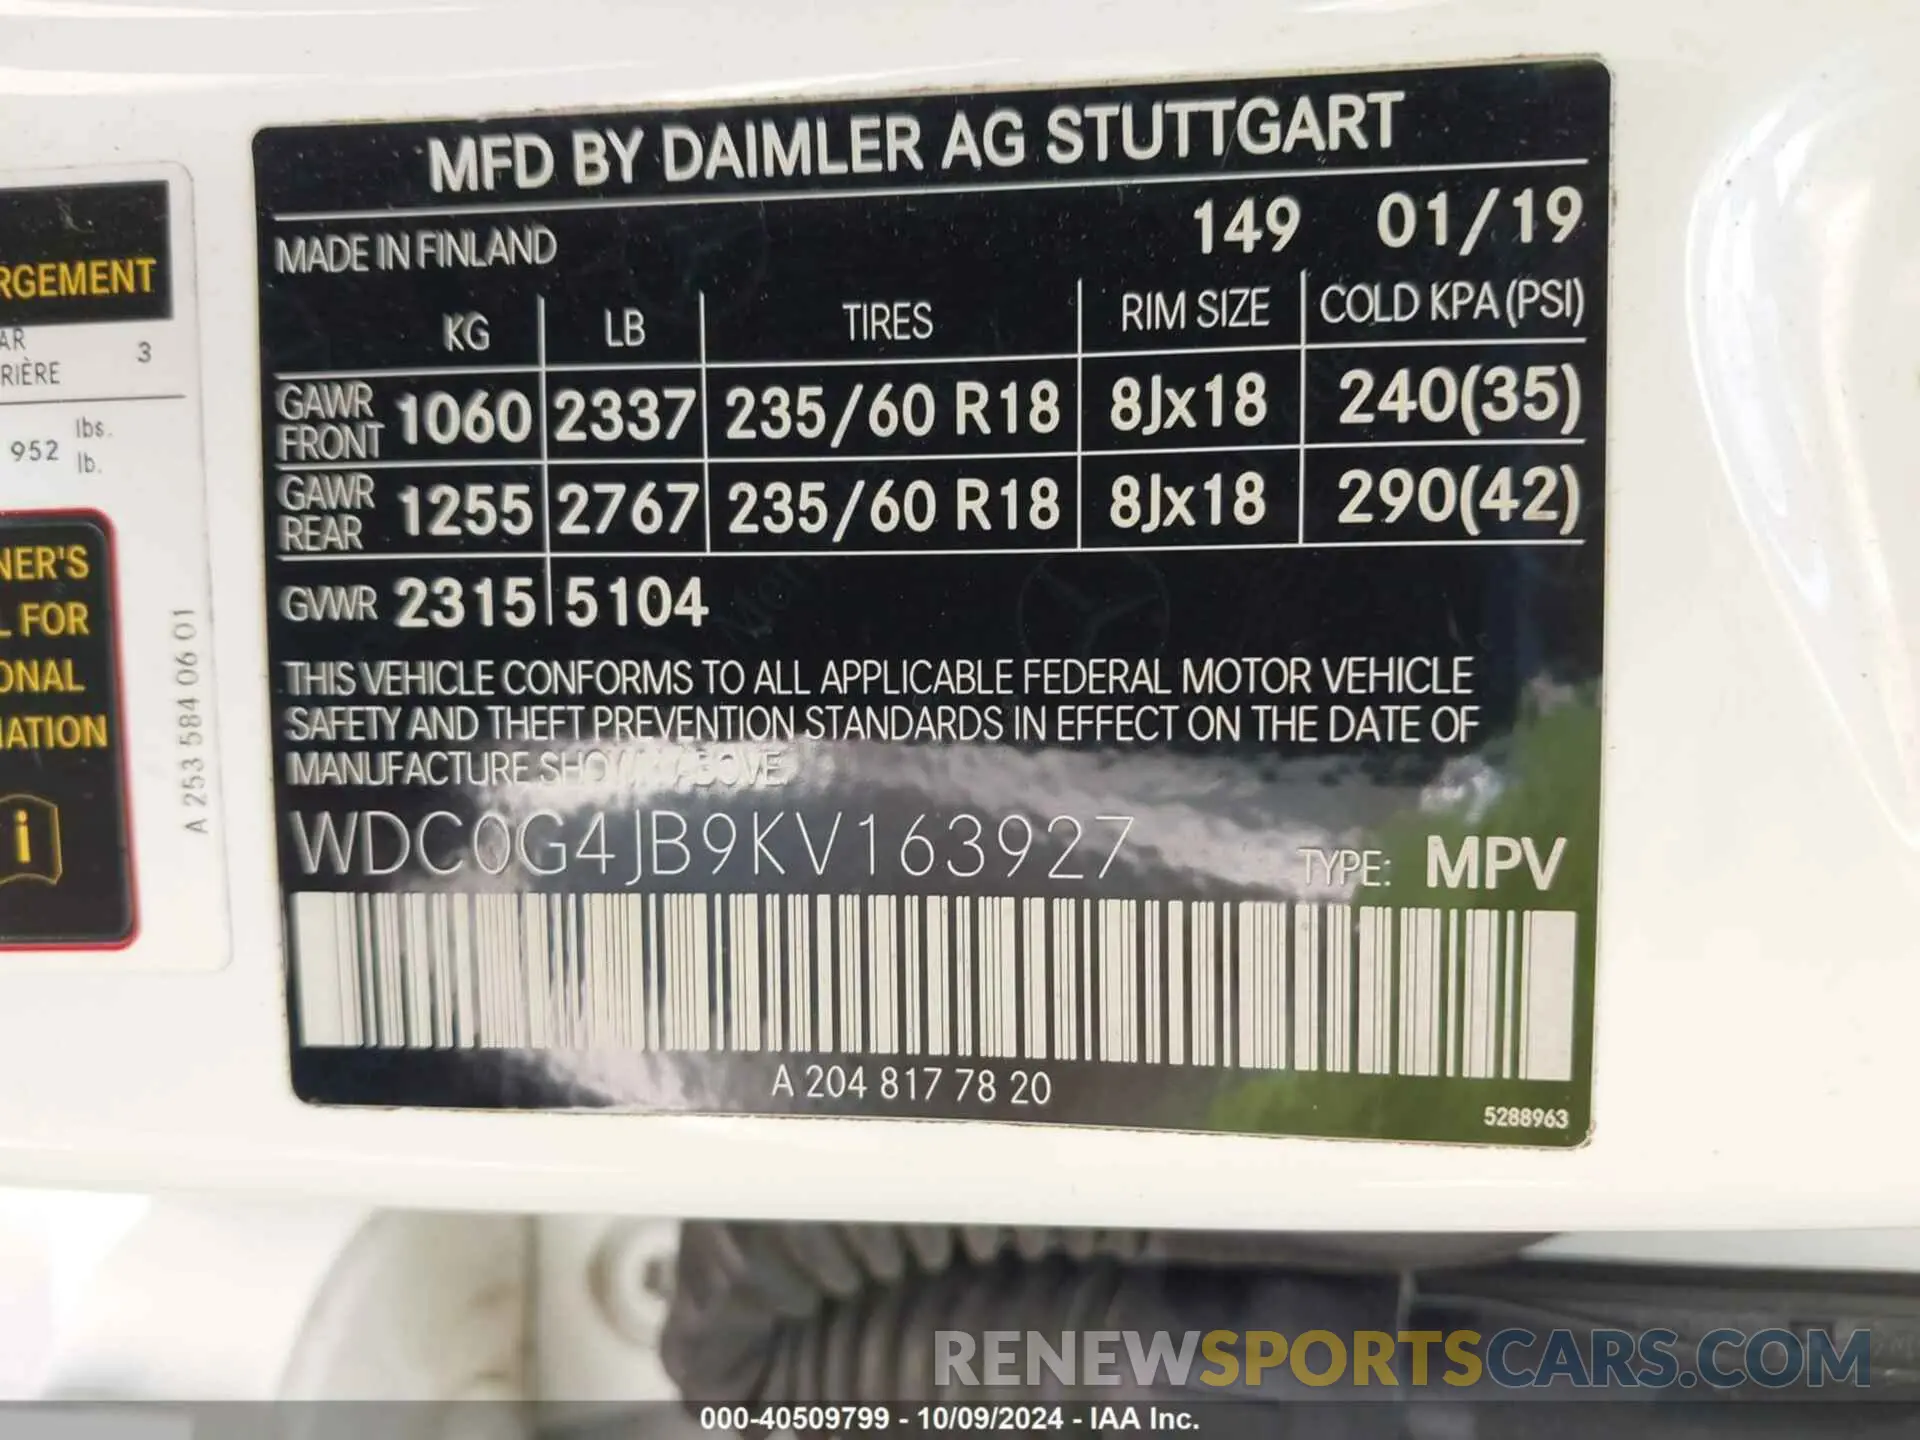 MFD BY DAIMLER AG STUTTGART
MADE IN FINLAND 149 01/19
KG LB TIRES RIM SIZE COLD KPA (PSI)
GAWR FRONT 1060 2337 235/60 R18 8Jx18 240(35)
GAWR REAR 1255 2767 235/60 R18 8Jx18 290(42)
GVWR 2315 5104
THIS VEHICLE CONFORMS TO ALL APPLICABLE FEDERAL MOTOR VEHICLE
SAFETY AND THEFT PREVENTION STANDARDS IN EFFECT ON THE DATE OF
MANUFACTURE SHOWN ABOVE.
WDC0G4JB9KV163927 TYPE: MPV
A 204 817 78 20
5288963
RGEMENT
AR
RIÈRE 3
952 lbs.
lb.
NER'S
L FOR
ONAL
MATION
i
A 253 584 06 01
RENEWSPORTSCARS.COM
000-40509799 - 10/09/2024 - IAA Inc.